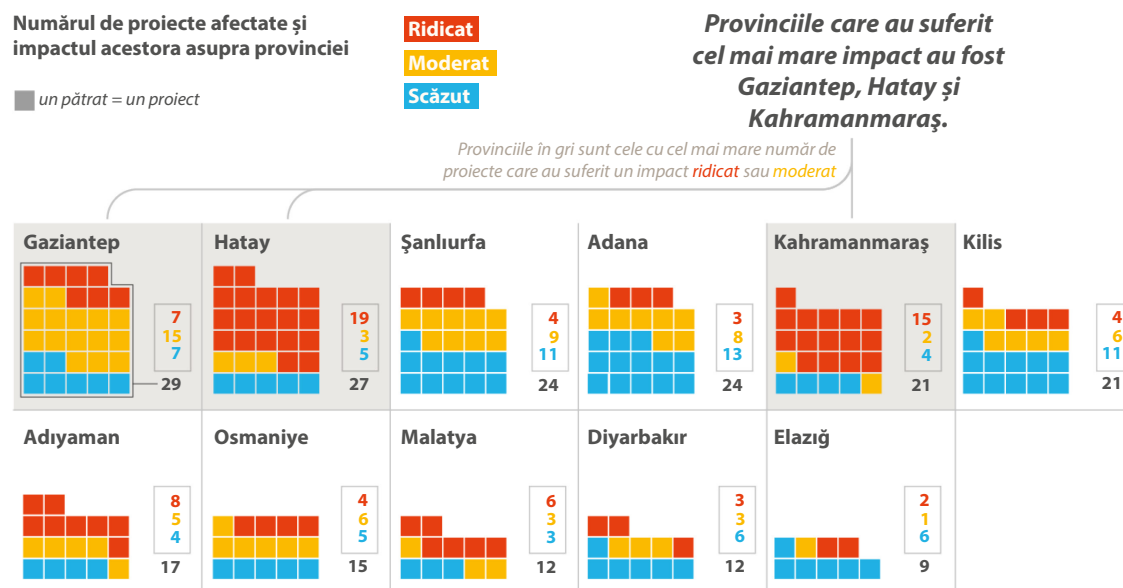 Numărul de proiecte afectate și
impactul acestora asupra provinciei
un pătrat = un proiect
Ridicat
Moderat
Scăzut
Provinciile care au suferit
cel mai mare impact au fost
Gaziantep, Hatay și
Kahramanmaraș.
Provinciile în gri sunt cele cu cel mai mare număr de
proiecte care au suferit un impact ridicat sau moderat
Gaziantep
7
15
7
29
Hatay
19
3
5
27
Şanlıurfa
4
9
11
24
Adana
3
8
13
24
Kahramanmaraș
15
2
4
21
Kilis
4
6
11
21
Adıyaman
8
5
4
17
Osmaniye
4
6
5
15
Malatya
6
3
3
12
Diyarbakır
3
3
6
12
Elazığ
2
1
6
9